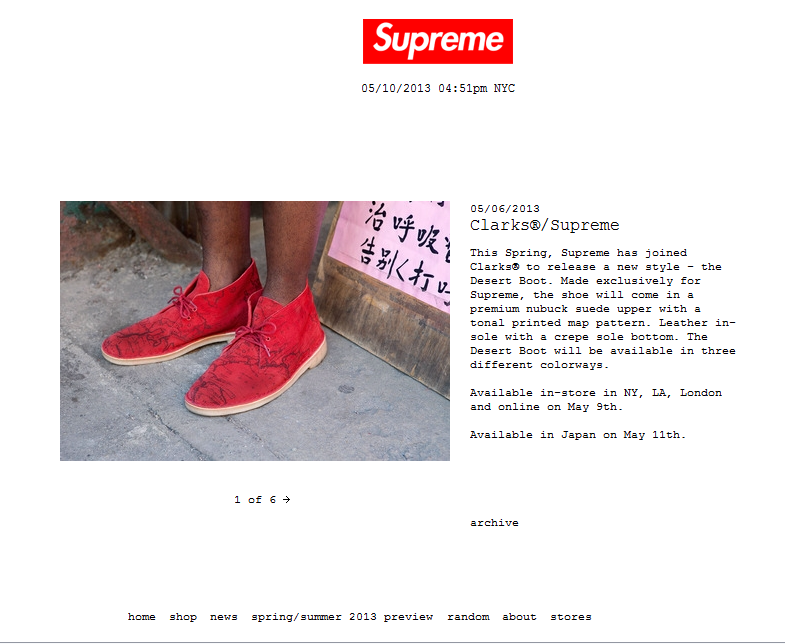 Supreme
05/10/2013 04:51pm NYC
治呼吸
告别<打呼
05/06/2013
Clarks®/Supreme
This Spring, Supreme has joined
Clarks® to release a new style – the
Desert Boot. Made exclusively for
Supreme, the shoe will come in a
premium nubuck suede upper with a
tonal printed map pattern. Leather in-
sole with a crepe sole bottom. The
Desert Boot will be available in three
different colorways.
Available in-store in NY, LA, London
and online on May 9th.
Available in Japan on May 11th.
1 of 6 →
archive
home shop news spring/summer 2013 preview random about stores